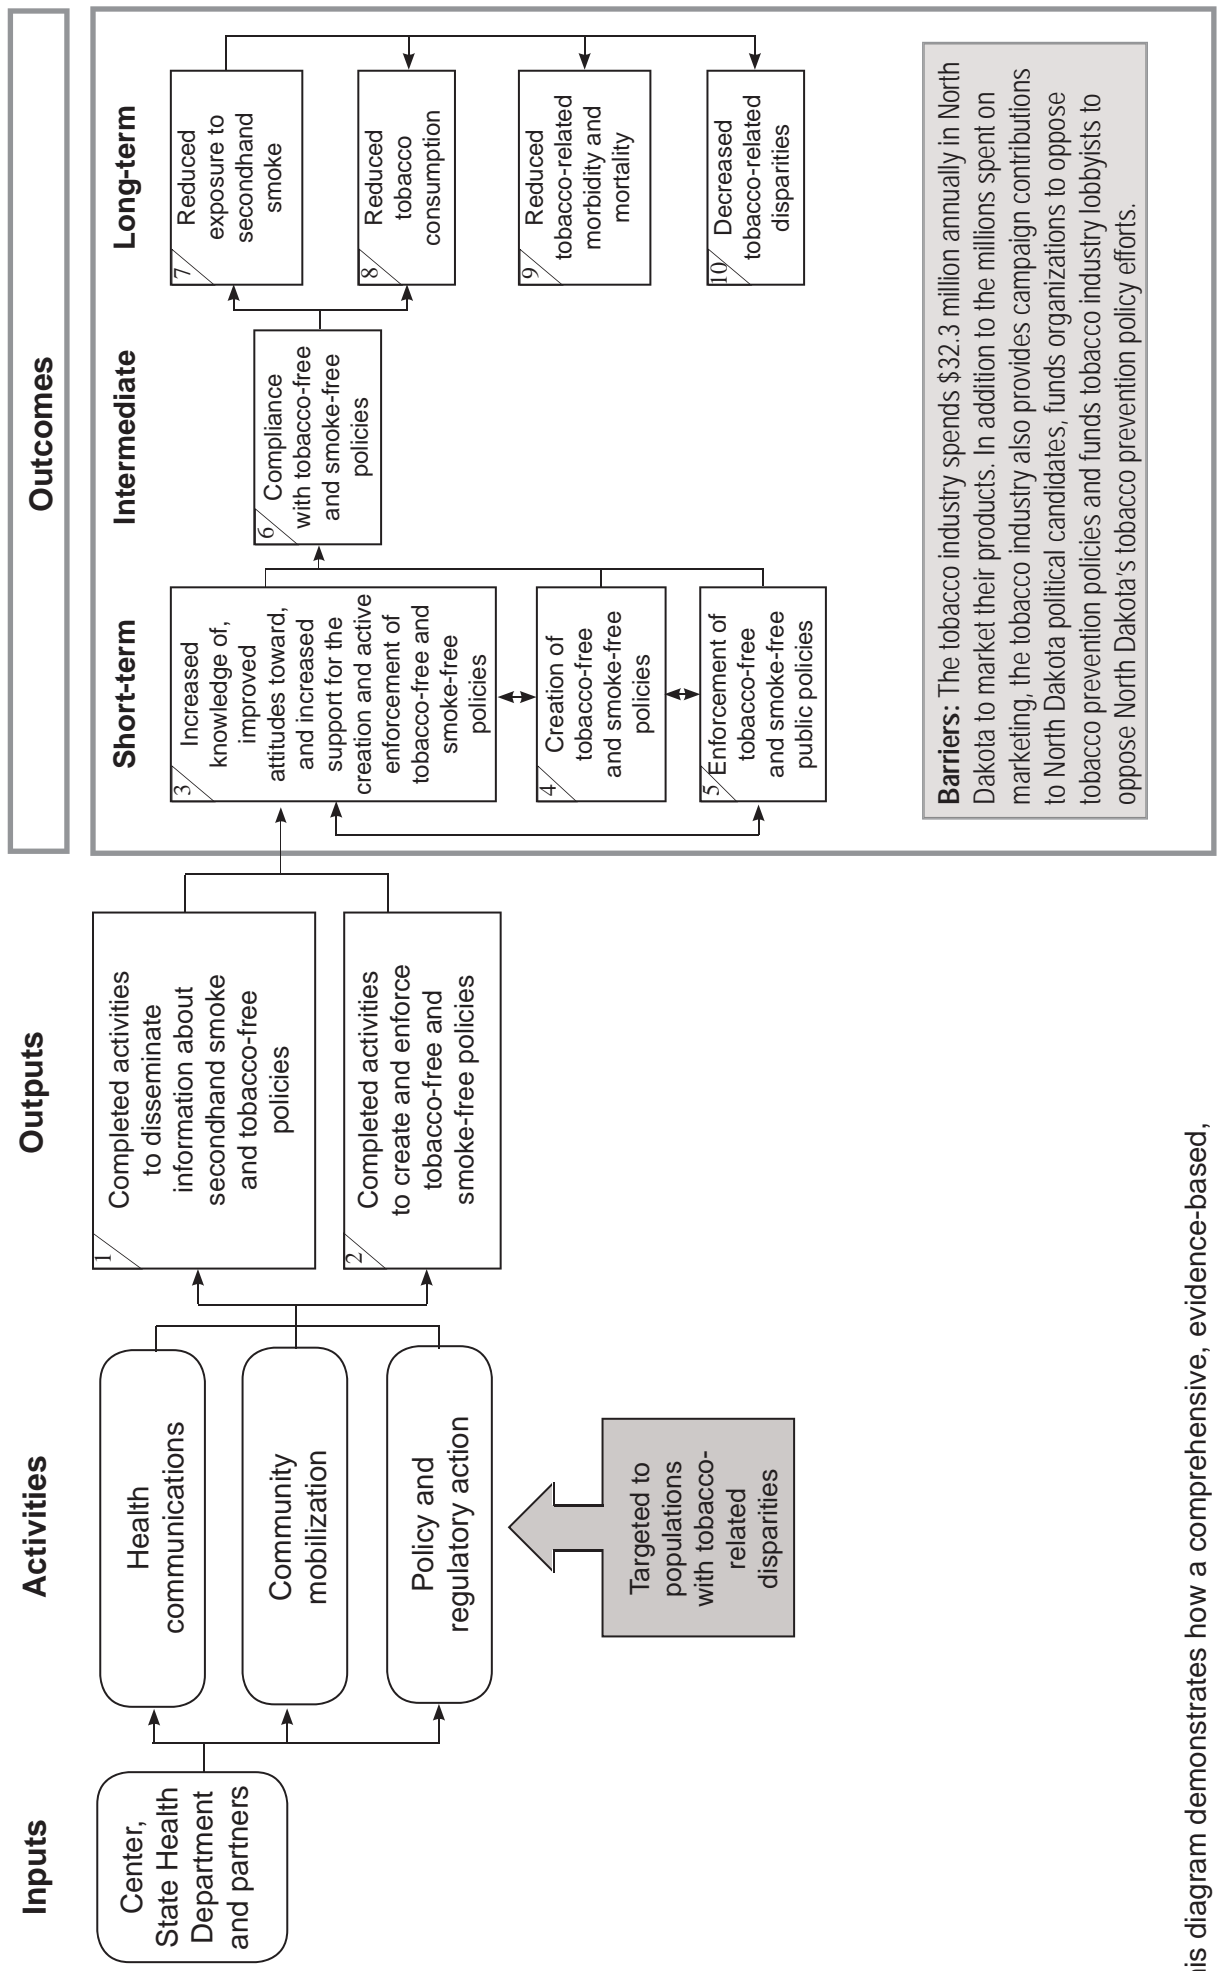 Inputs
Activities
Outputs
Outcomes
Short-term
Intermediate
Long-term
Center,
State Health
Department
and partners
Health
communications
Community
mobilization
Policy and
regulatory action
Targeted to
populations
with tobacco-
related
disparities
1
Completed activities
to disseminate
information about
secondhand smoke
and tobacco-free
policies
2
Completed activities
to create and enforce
tobacco-free and
smoke-free policies
3
Increased
knowledge of,
improved
attitudes toward,
and increased
support for the
creation and active
enforcement of
tobacco-free and
smoke-free
policies
4
Creation of
tobacco-free
and smoke-free
policies
5
Enforcement of
tobacco-free
and smoke-free
public policies
6
Compliance
with tobacco-free
and smoke-free
policies
7
Reduced
exposure to
secondhand
smoke
8
Reduced
tobacco
consumption
9
Reduced
tobacco-related
morbidity and
mortality
10
Decreased
tobacco-related
disparities
Barriers: The tobacco industry spends $32.3 million annually in North
Dakota to market their products. In addition to the millions spent on
marketing, the tobacco industry also provides campaign contributions
to North Dakota political candidates, funds organizations to oppose
tobacco prevention policies and funds tobacco industry lobbyists to
oppose North Dakota's tobacco prevention policy efforts.
diagram demonstrates how a comprehensive, evidence-based,